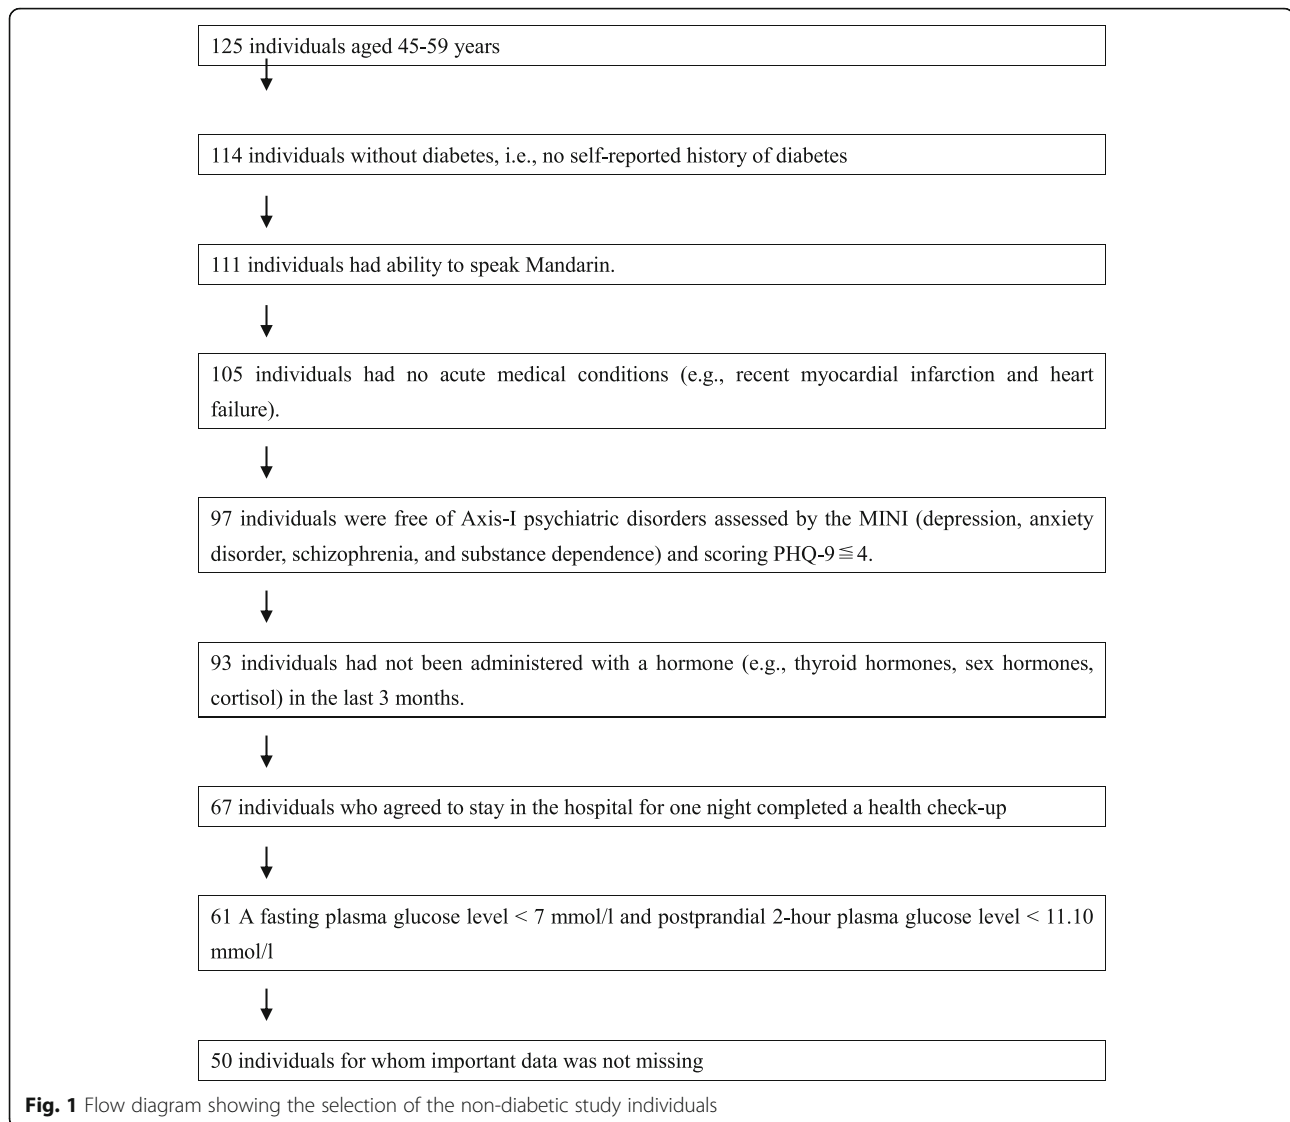 125 individuals aged 45-59 years
114 individuals without diabetes, i.e., no self-reported history of diabetes
111 individuals had ability to speak Mandarin.
105 individuals had no acute medical conditions (e.g., recent myocardial infarction and heart
failure).
97 individuals were free of Axis-I psychiatric disorders assessed by the MINI (depression, anxiety
disorder, schizophrenia, and substance dependence) and scoring PHQ-9≦4.
93 individuals had not been administered with a hormone (e.g., thyroid hormones, sex hormones,
cortisol) in the last 3 months.
67 individuals who agreed to stay in the hospital for one night completed a health check-up
61 A fasting plasma glucose level < 7 mmol/l and postprandial 2-hour plasma glucose level < 11.10
mmol/l
50 individuals for whom important data was not missing
Fig. 1 Flow diagram showing the selection of the non-diabetic study individuals